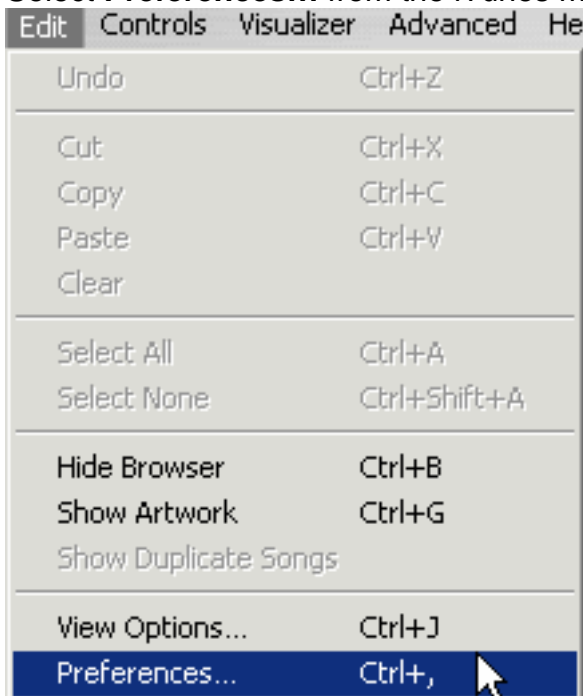 Edit Controls Visualizer Advanced He
Undo Ctrl+Z
Cut Ctrl+X
Copy Ctrl+C
Paste Ctrl+V
Clear
Select All Ctrl+A
Select None Ctrl+Shift+A
Hide Browser Ctrl+B
Show Artwork Ctrl+G
Show Duplicate Songs
View Options... Ctrl+J
Preferences... Ctrl+,